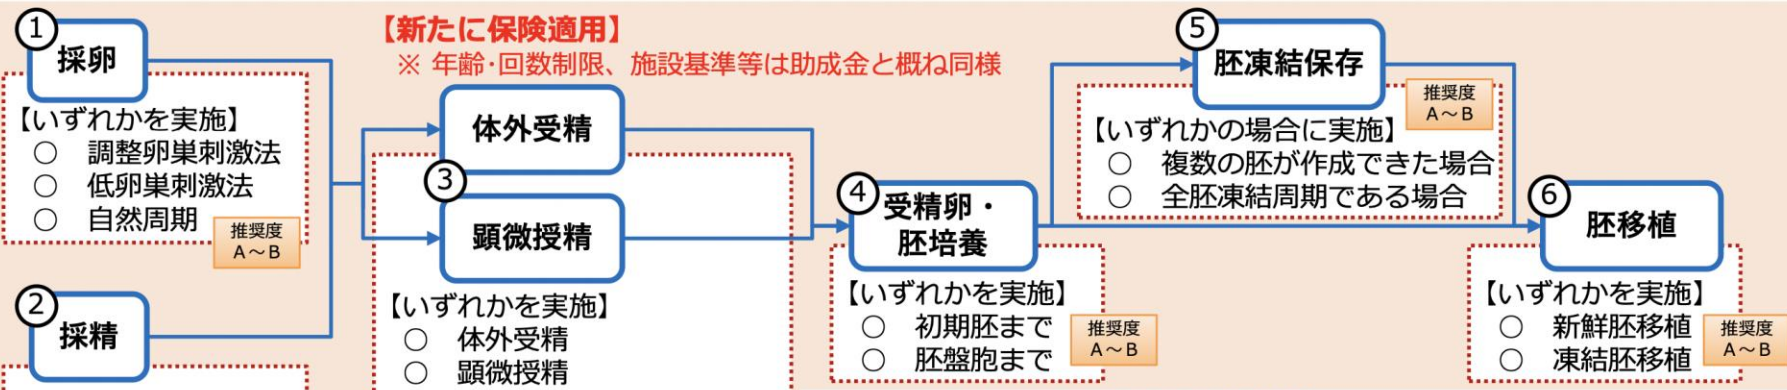 【新たに保険適用】
※ 年齢・回数制限、施設基準等は助成金と概ね同様
①
採卵
【いずれかを実施】
○ 調整卵巣刺激法
○ 低卵巣刺激法
○ 自然周期
推奨度
A~B
②
採精
体外受精
③
顕微授精
【いずれかを実施】
○ 体外受精
○ 顕微授精
④
受精卵・
胚培養
【いずれかを実施】
○ 初期胚まで
○ 胚盤胞まで
推奨度
A~B
⑤
胚凍結保存
推奨度
A~B
【いずれかの場合に実施】
○ 複数の胚が作成できた場合
○ 全胚凍結周期である場合
⑥
胚移植
【いずれかを実施】
○ 新鮮胚移植
○ 凍結胚移植
推奨度
A~B